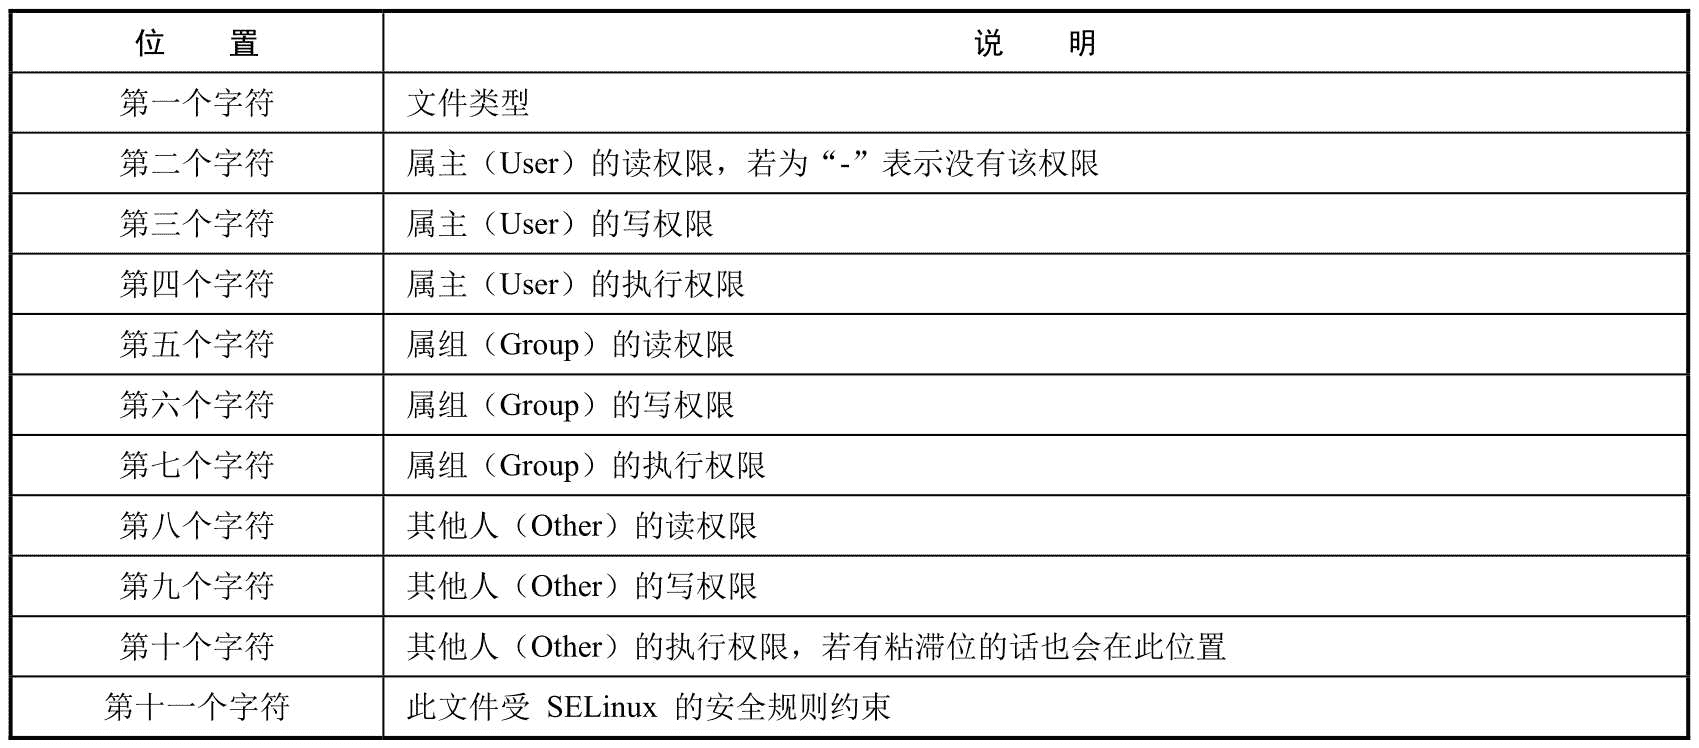 位 置 说 明
第一个字符 文件类型
第二个字符 属主（User）的读权限，若为“-”表示没有该权限
第三个字符 属主（User）的写权限
第四个字符 属主（User）的执行权限
第五个字符 属组（Group）的读权限
第六个字符 属组（Group）的写权限
第七个字符 属组（Group）的执行权限
第八个字符 其他人（Other）的读权限
第九个字符 其他人（Other）的写权限
第十个字符 其他人（Other）的执行权限，若有粘滞位的话也会在此位置
第十一个字符 此文件受 SELinux 的安全规则约束